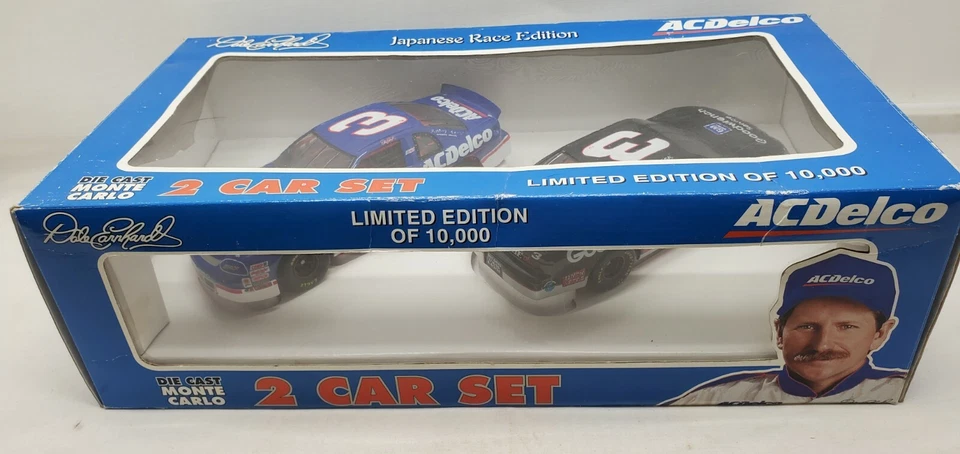 Dale Earnhardt
Japanese Race Edition
ACDelco
3
ACDelco
ACDelco
3
Goodwrench
DIE CAST
MONTE
CARLO
2 CAR SET
LIMITED EDITION OF 10,000
Dale Earnhardt
LIMITED EDITION
OF 10,000
ACDelco
ACDelco
DIE CAST
MONTE
CARLO
2 CAR SET
ACDelco